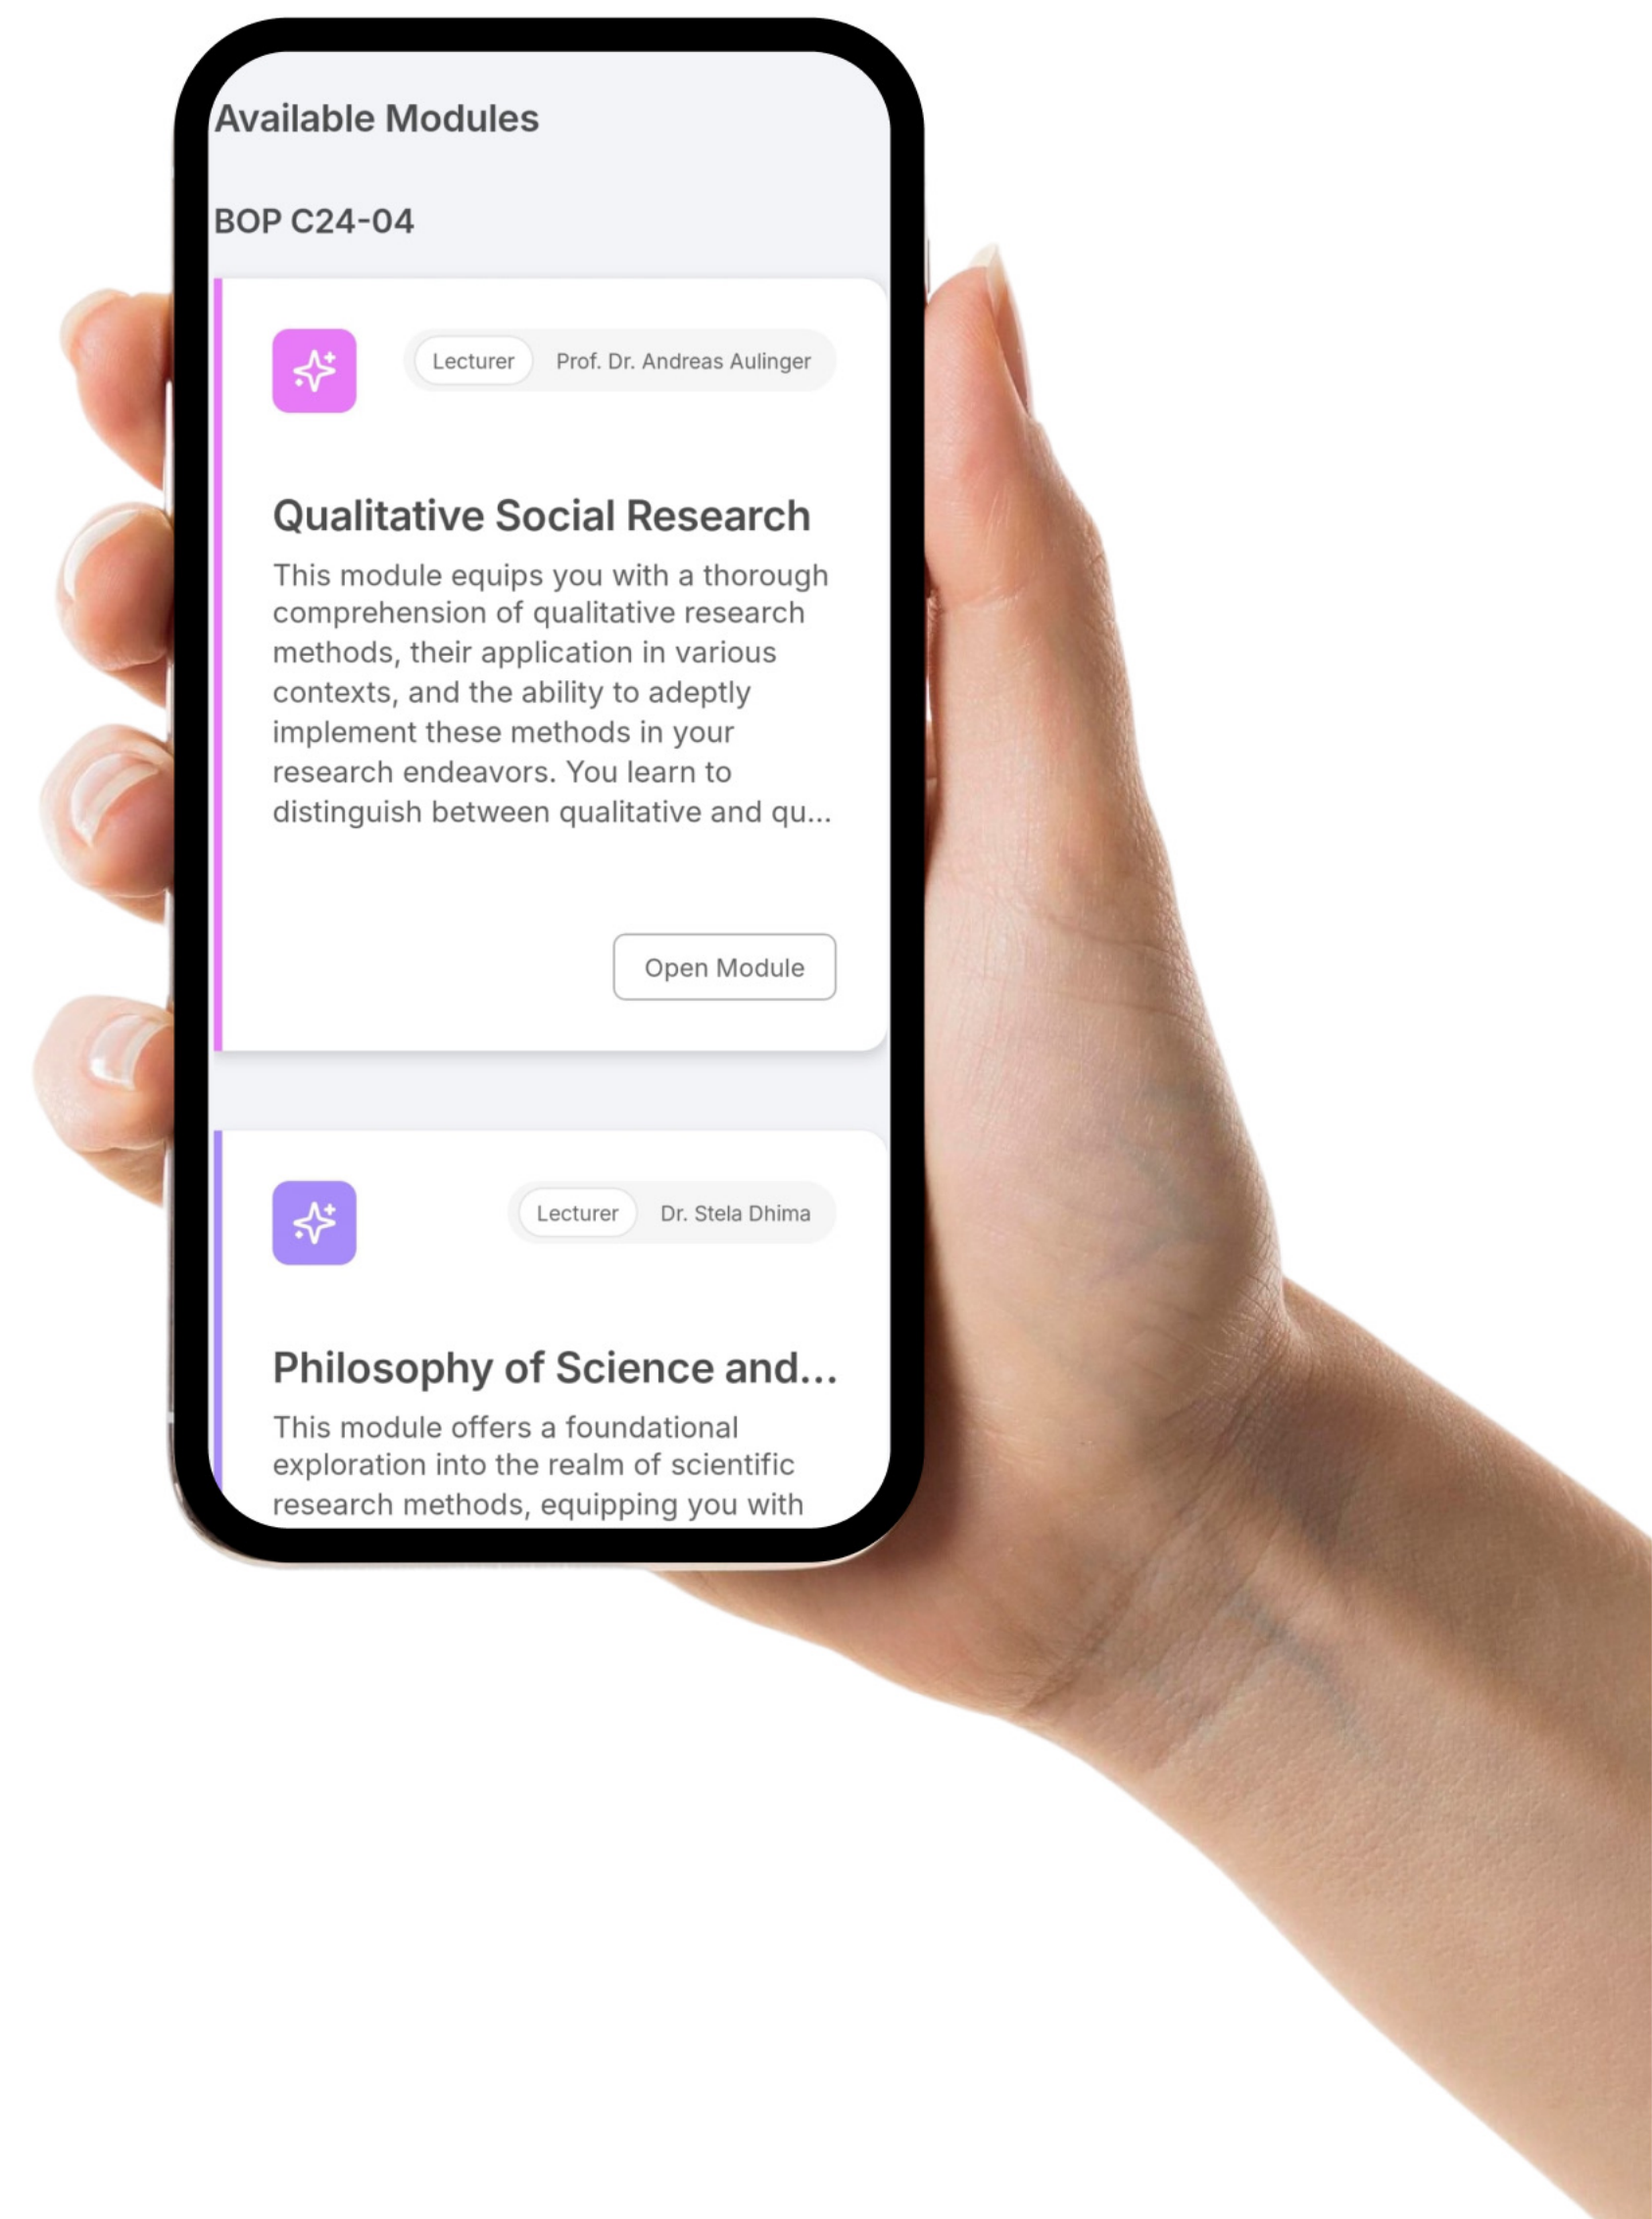 Available Modules
BOP C24-04
Lecturer Prof. Dr. Andreas Aulinger
Qualitative Social Research
This module equips you with a thorough
comprehension of qualitative research
methods, their application in various
contexts, and the ability to adeptly
implement these methods in your
research endeavors. You learn to
distinguish between qualitative and qu...
Open Module
Lecturer Dr. Stela Dhima
Philosophy of Science and...
This module offers a foundational
exploration into the realm of scientific
research methods, equipping you with